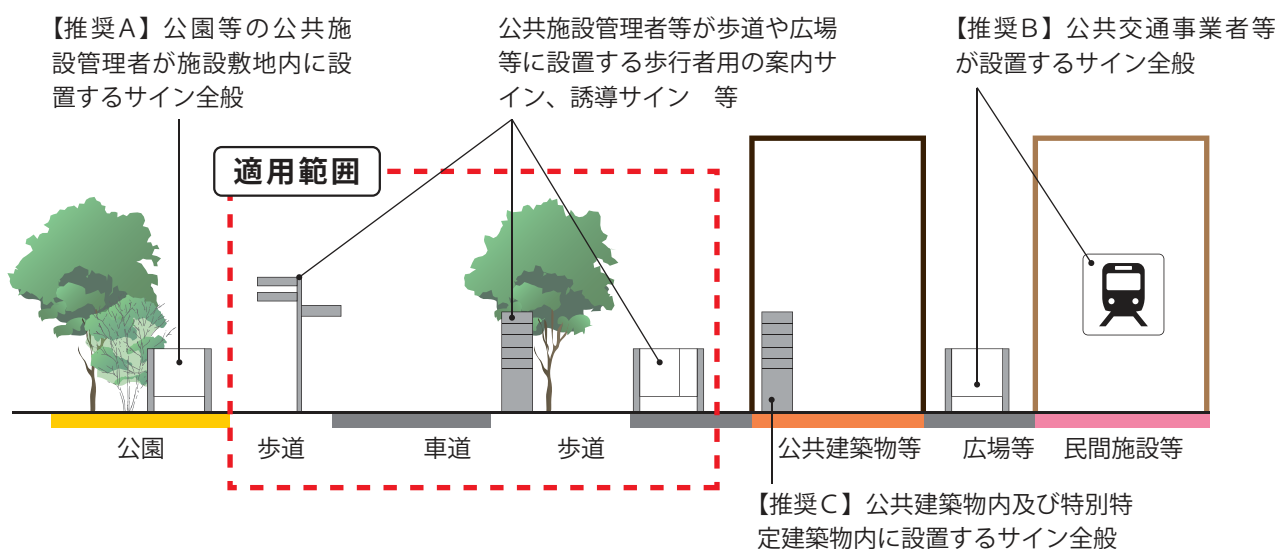 【推奨A】公園等の公共施
設管理者が施設敷地内に設
置するサイン全般
公共施設管理者等が歩道や広場
等に設置する歩行者用の案内サ
イン、誘導サイン　等
【推奨B】公共交通事業者等
が設置するサイン全般
適用範囲
公園
歩道
車道
歩道
公共建築物等
広場等
民間施設等
【推奨C】公共建築物内及び特別特
定建築物内に設置するサイン全般